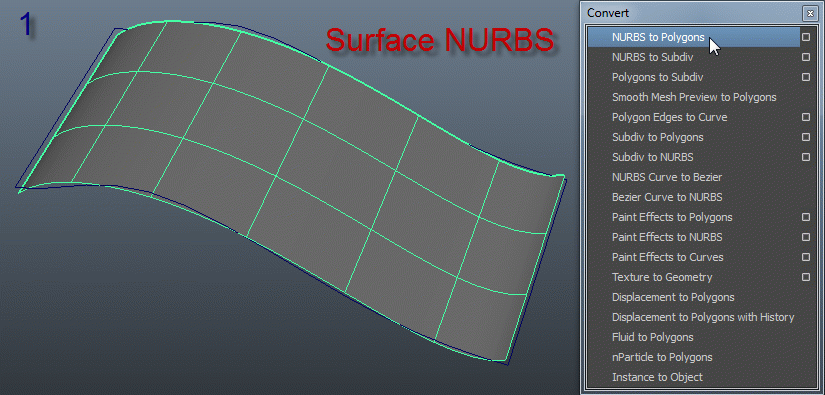 1
Surface NURBS
Convert
NURBS to Polygons
NURBS to Subdiv
Polygons to Subdiv
Smooth Mesh Preview to Polygons
Polygon Edges to Curve
Subdiv to Polygons
Subdiv to NURBS
NURBS Curve to Bezier
Bezier Curve to NURBS
Paint Effects to Polygons
Paint Effects to NURBS
Paint Effects to Curves
Texture to Geometry
Displacement to Polygons
Displacement to Polygons with History
Fluid to Polygons
nParticle to Polygons
Instance to Object